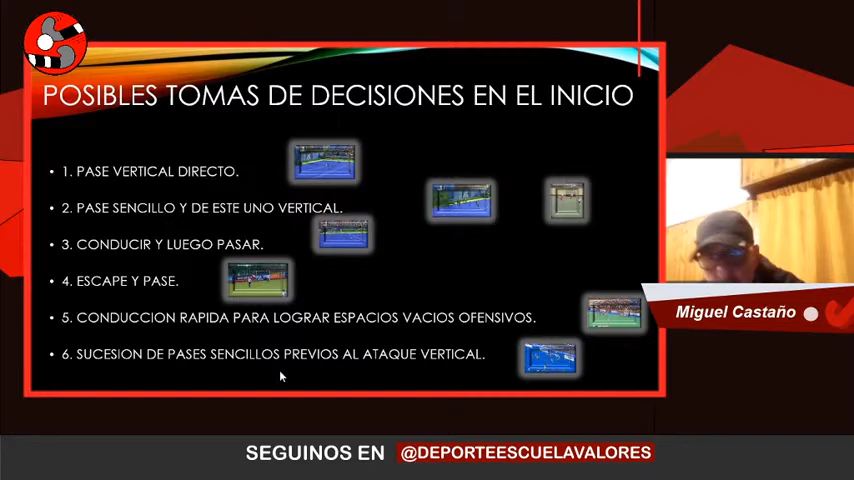 POSIBLES TOMAS DE DECISIONES EN EL INICIO
• 1. PASE VERTICAL DIRECTO.
• 2. PASE SENCILLO Y DE ESTE UNO VERTICAL.
• 3. CONDUCIR Y LUEGO PASAR.
• 4. ESCAPE Y PASE.
• 5. CONDUCCION RAPIDA PARA LOGRAR ESPACIOS VACIOS OFENSIVOS.
• 6. SUCESION DE PASES SENCILLOS PREVIOS AL ATAQUE VERTICAL.
Miguel Castaño
SEGUINOS EN @DEPORTEESCUELAVALORES